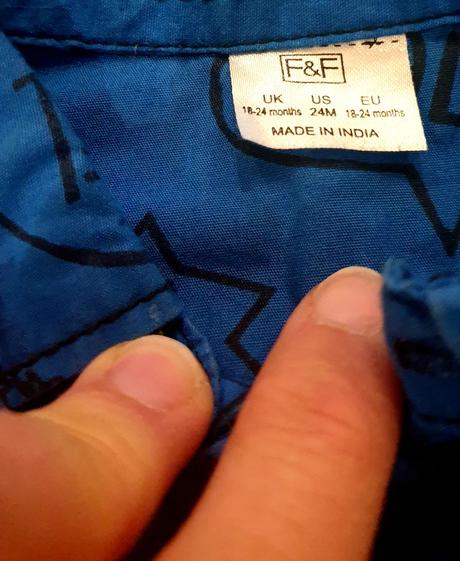 F&F
UK US EU
18-24 months 24M 18-24 months
MADE IN INDIA